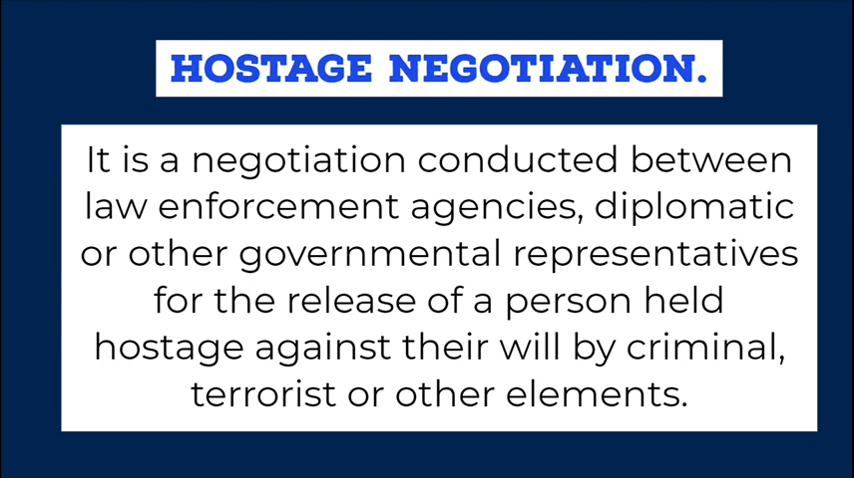 HOSTAGE NEGOTIATION.
It is a negotiation conducted between
law enforcement agencies, diplomatic
or other governmental representatives
for the release of a person held
hostage against their will by criminal,
terrorist or other elements.